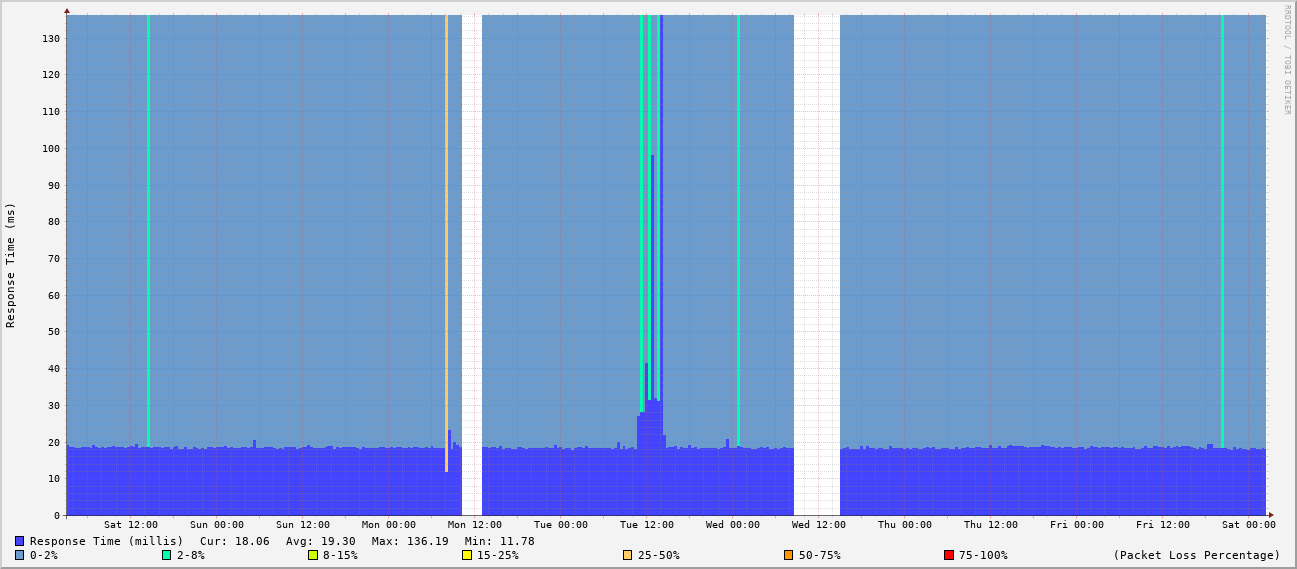 RRDTOOL / TOBI OETIKER
Response Time (ms)
130
120
110
100
90
80
70
60
50
40
30
20
10
0
Sat 12:00 Sun 00:00 Sun 12:00 Mon 00:00 Mon 12:00 Tue 00:00 Tue 12:00 Wed 00:00 Wed 12:00 Thu 00:00 Thu 12:00 Fri 00:00 Fri 12:00 Sat 00:00
Response Time (millis) Cur: 18.06 Avg: 19.30 Max: 136.19 Min: 11.78
0-2% 2-8% 8-15% 15-25% 25-50% 50-75% 75-100% (Packet Loss Percentage)